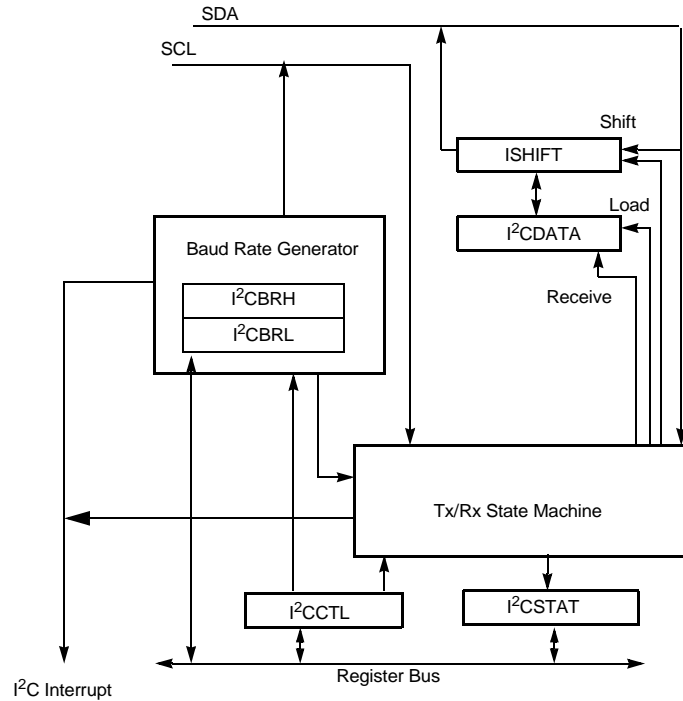 SDA
SCL
Shift
ISHIFT
Load
I²CDATA
Baud Rate Generator
I²CBRH
Receive
I²CBRL
Tx/Rx State Machine
I²CCTL
I²CSTAT
Register Bus
I²C Interrupt